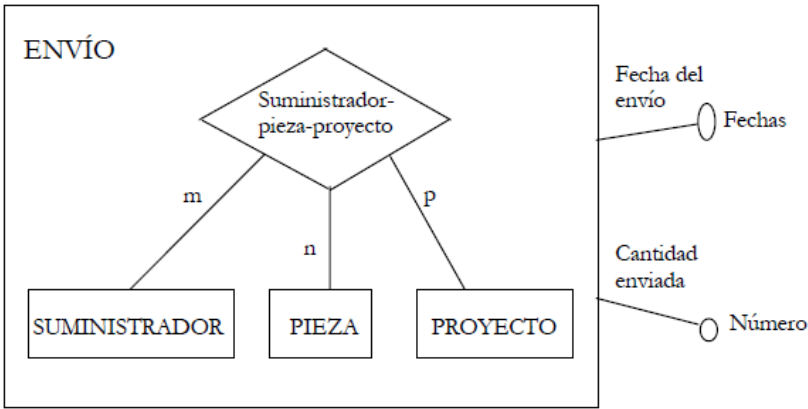 ENVÍO
Suministrador-
pieza-proyecto
m
n
p
SUMINISTRADOR
PIEZA
PROYECTO
Fecha del
envío
Fechas
Cantidad
enviada
Número